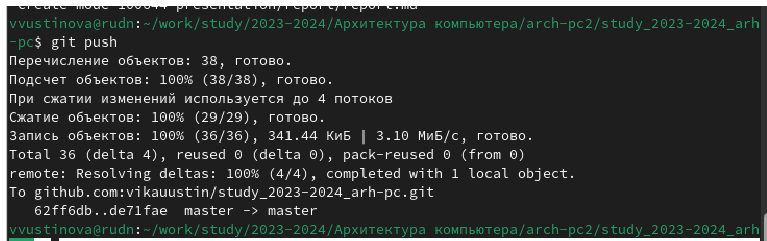 create mode 100644 presentation/report/report.md
vvustinova@rudn:~/work/study/2023-2024/Архитектура компьютера/arch-pc2/study_2023-2024_arh
-pc$ git push
Перечисление объектов: 38, готово.
Подсчет объектов: 100% (38/38), готово.
При сжатии изменений используется до 4 потоков
Сжатие объектов: 100% (29/29), готово.
Запись объектов: 100% (36/36), 341.44 КиБ | 3.10 МиБ/с, готово.
Total 36 (delta 4), reused 0 (delta 0), pack-reused 0 (from 0)
remote: Resolving deltas: 100% (4/4), completed with 1 local object.
To github.com:vikauustin/study_2023-2024_arh-pc.git
62ff6db..de71fae master -> master
vvustinova@rudn:~/work/study/2023-2024/Архитектура компьютера/arch-pc2/study_2023-2024_arh